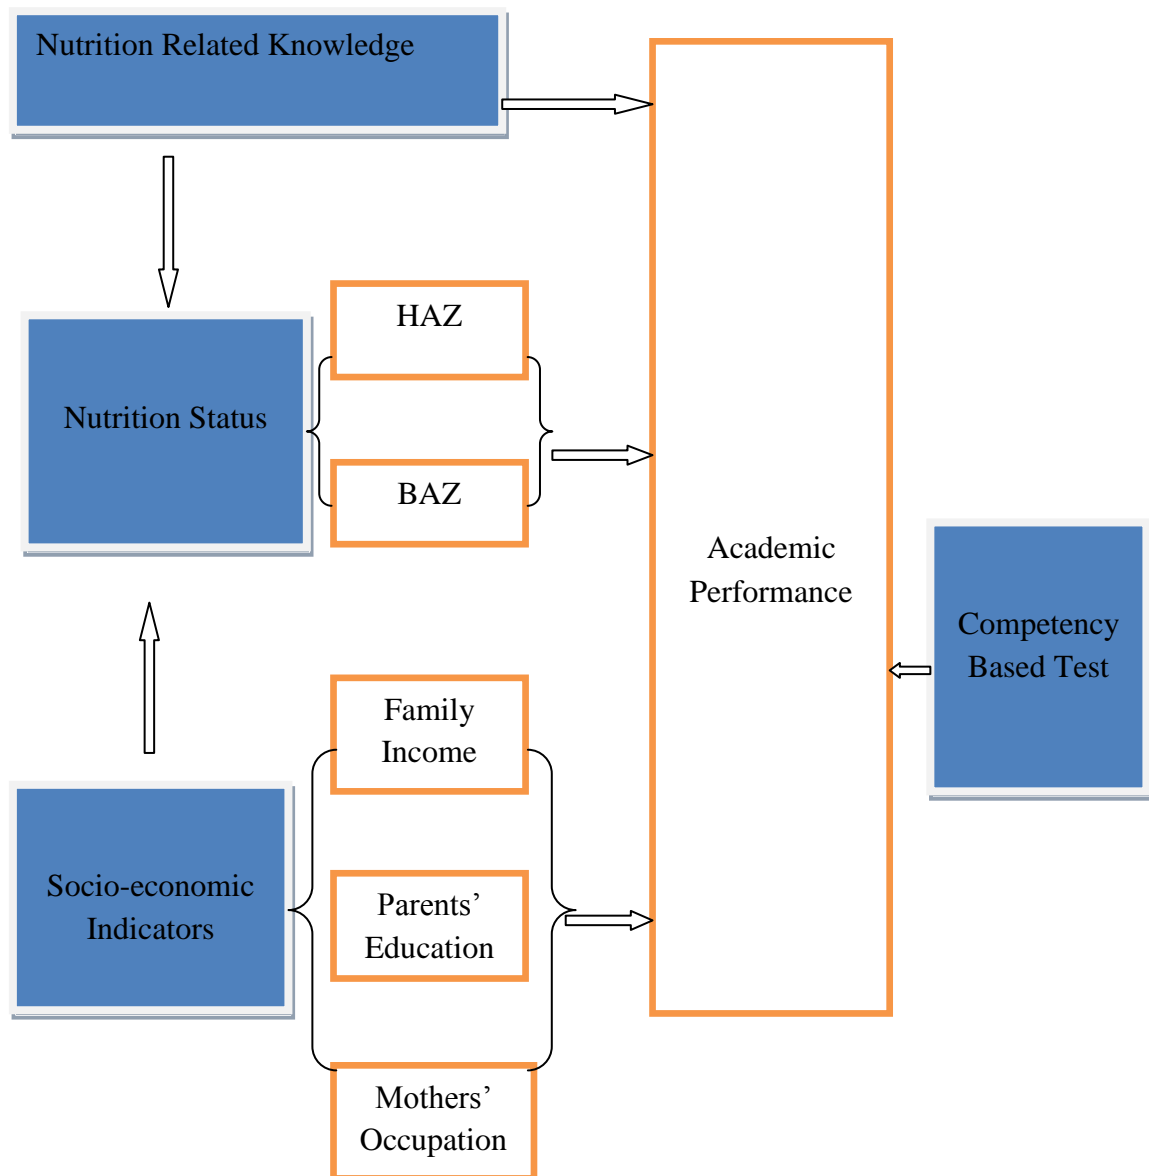 Nutrition Related Knowledge
HAZ
Nutrition Status
BAZ
Academic
Performance
Competency
Based Test
Family
Income
Socio-economic
Indicators
Parents’
Education
Mothers’
Occupation